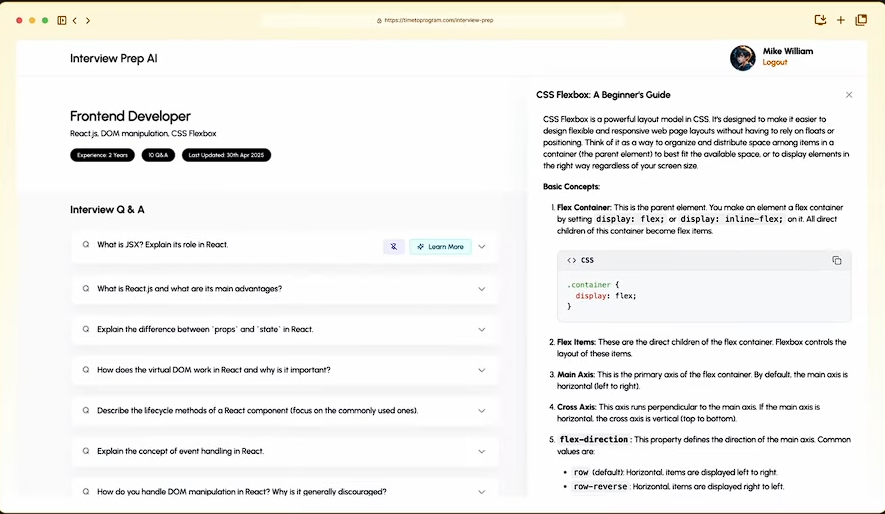 https://timetoprogram.com/interview-prep
Interview Prep AI
Mike William
Logout
Frontend Developer
React.js, DOM manipulation, CSS Flexbox
Experience: 2 Years
10 Q&A
Last Updated: 30th Apr 2025
Interview Q & A
Q What is JSX? Explain its role in React.
Learn More
Q What is React.js and what are its main advantages?
Q Explain the difference between `props` and `state` in React.
Q How does the virtual DOM work in React and why is it important?
Q Describe the lifecycle methods of a React component (focus on the commonly used ones).
Q Explain the concept of event handling in React.
Q How do you handle DOM manipulation in React? Why is it generally discouraged?
CSS Flexbox: A Beginner's Guide
CSS Flexbox is a powerful layout model in CSS. It's designed to make it easier to
design flexible and responsive web page layouts without having to rely on floats or
positioning. Think of it as a way to organize and distribute space among items in a
container (the parent element) to best fit the available space, or to display elements in
the right way regardless of your screen size.
Basic Concepts:
1. Flex Container: This is the parent element. You make an element a flex container
by setting display: flex; or display: inline-flex; on it. All direct
children of this container become flex items.
<> CSS
.container {
display: flex;
}
2. Flex Items: These are the direct children of the flex container. Flexbox controls the
layout of these items.
3. Main Axis: This is the primary axis of the flex container. By default, the main axis is
horizontal (left to right).
4. Cross Axis: This axis runs perpendicular to the main axis. If the main axis is
horizontal, the cross axis is vertical (top to bottom).
5. flex-direction : This property defines the direction of the main axis. Common
values are:
• row (default): Horizontal, items are displayed left to right.
• row-reverse : Horizontal, items are displayed right to left.